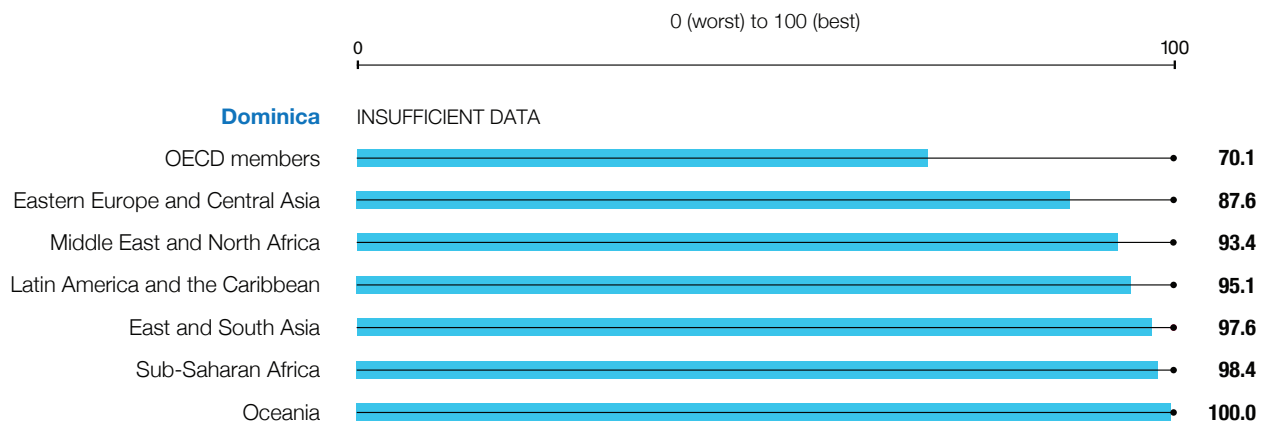 0 (worst) to 100 (best)
0 100
Dominica INSUFFICIENT DATA
OECD members 70.1
Eastern Europe and Central Asia 87.6
Middle East and North Africa 93.4
Latin America and the Caribbean 95.1
East and South Asia 97.6
Sub-Saharan Africa 98.4
Oceania 100.0